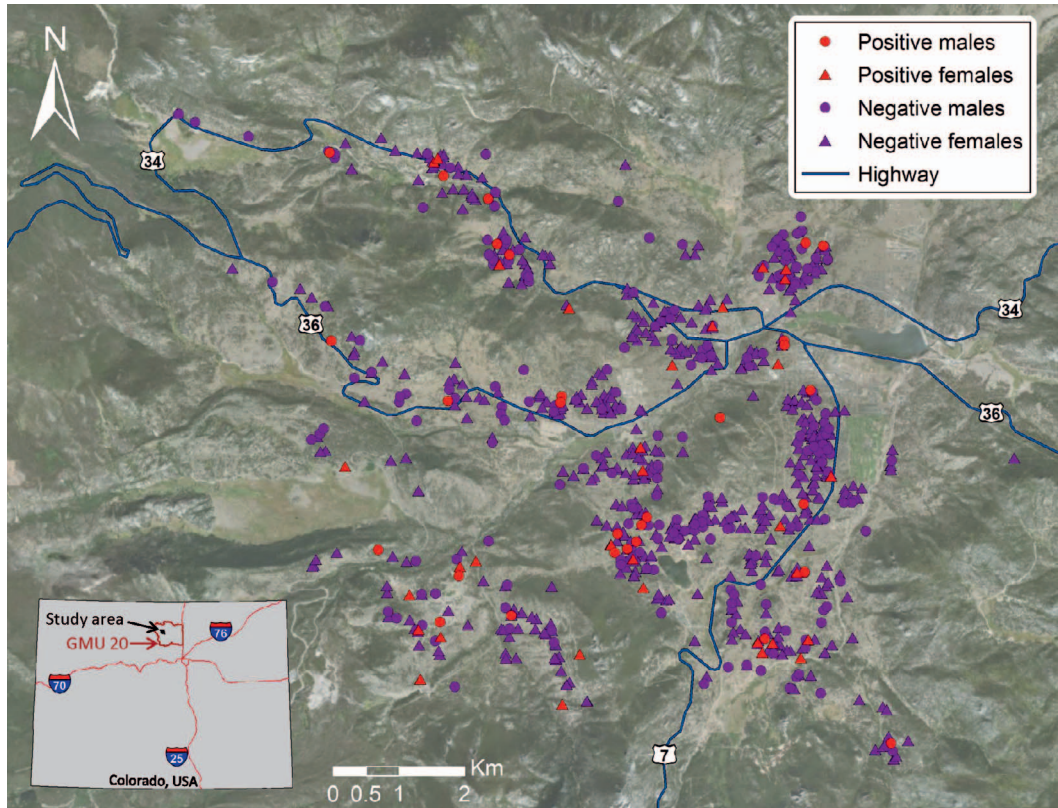 N
Positive males
Positive females
Negative males
Negative females
Highway
34
36
34
36
7
Study area
GMU 20
76
70
25
Colorado, USA
Km
0 0.5 1 2